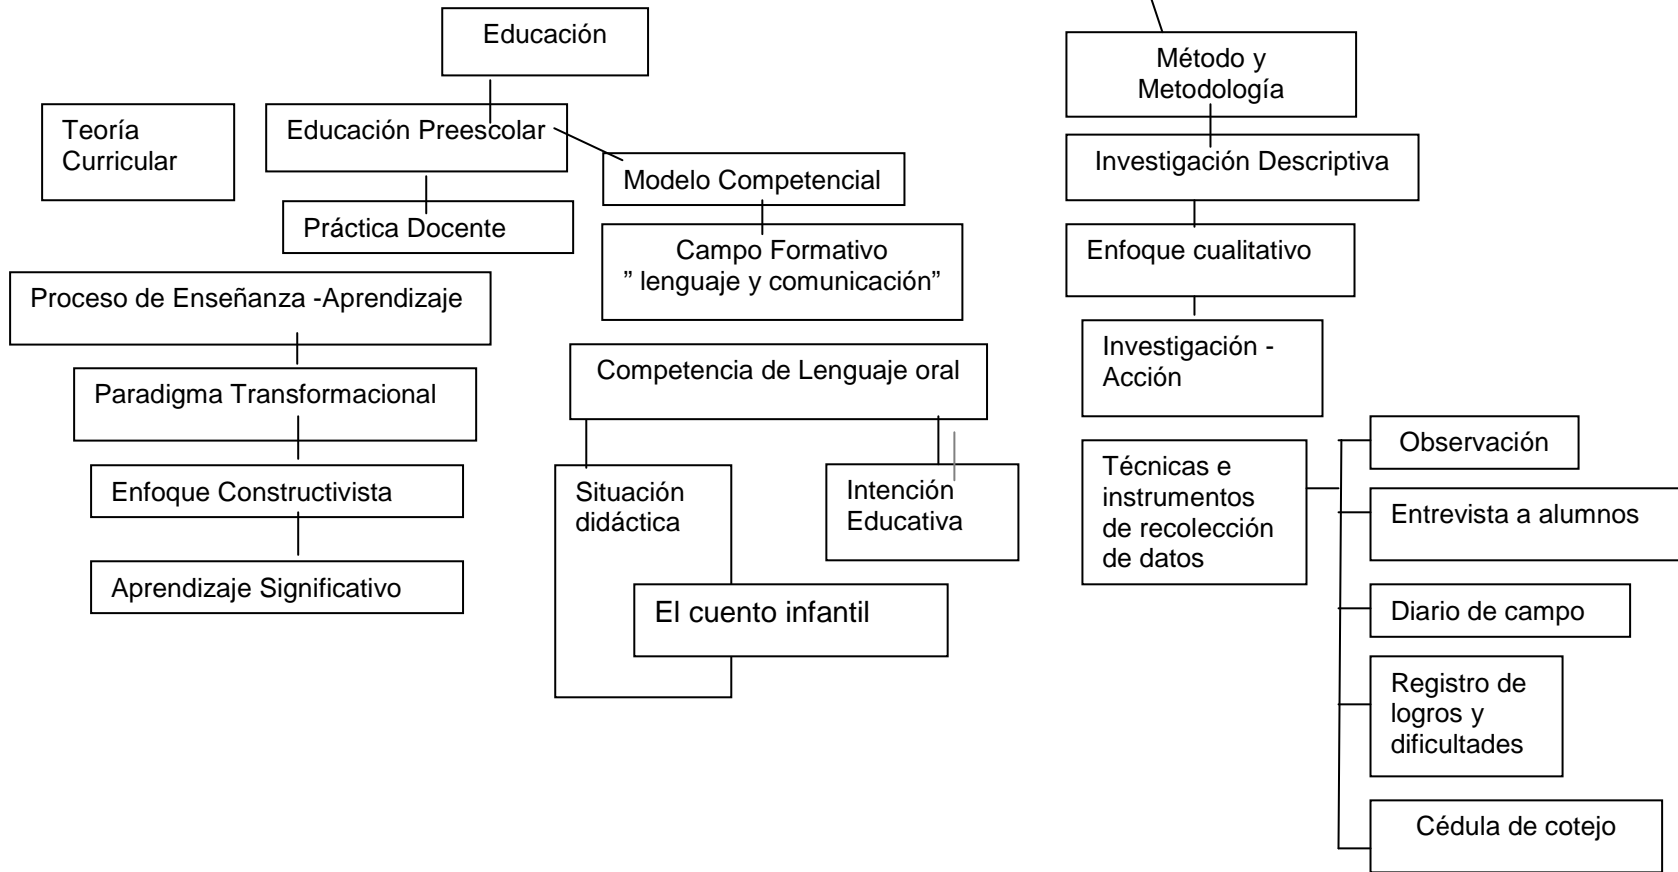 Educación
Teoría
Curricular
Educación Preescolar
Modelo Competencial
Práctica Docente
Campo Formativo
” lenguaje y comunicación”
Proceso de Enseñanza -Aprendizaje
Competencia de Lenguaje oral
Paradigma Transformacional
Enfoque Constructivista
Situación
didáctica
Intención
Educativa
Aprendizaje Significativo
El cuento infantil
Método y
Metodología
Investigación Descriptiva
Enfoque cualitativo
Investigación -
Acción
Técnicas e
instrumentos
de recolección
de datos
Observación
Entrevista a alumnos
Diario de campo
Registro de
logros y
dificultades
Cédula de cotejo